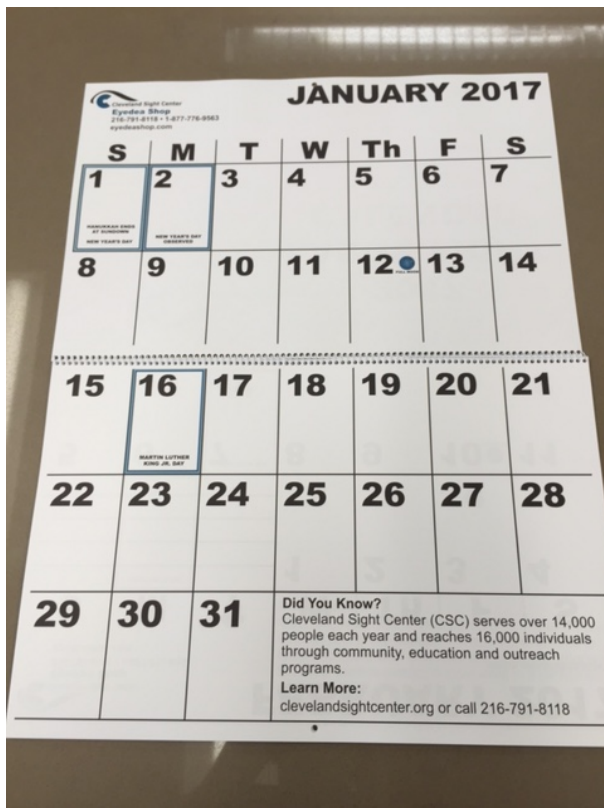 Cleveland Sight Center
Eyedea Shop
216-791-8118 • 1-877-776-9563
eyedeashop.com
JANUARY 2017
S M T W Th F S
1 2 3 4 5 6 7
HANUKKAH ENDS
AT SUNDOWN
NEW YEAR'S DAY
NEW YEAR'S DAY
OBSERVED
8 9 10 11 12 13 14
FULL MOON
15 16 17 18 19 20 21
MARTIN LUTHER
KING JR. DAY
22 23 24 25 26 27 28
29 30 31
Did You Know?
Cleveland Sight Center (CSC) serves over 14,000
people each year and reaches 16,000 individuals
through community, education and outreach
programs.
Learn More:
clevelandsightcenter.org or call 216-791-8118